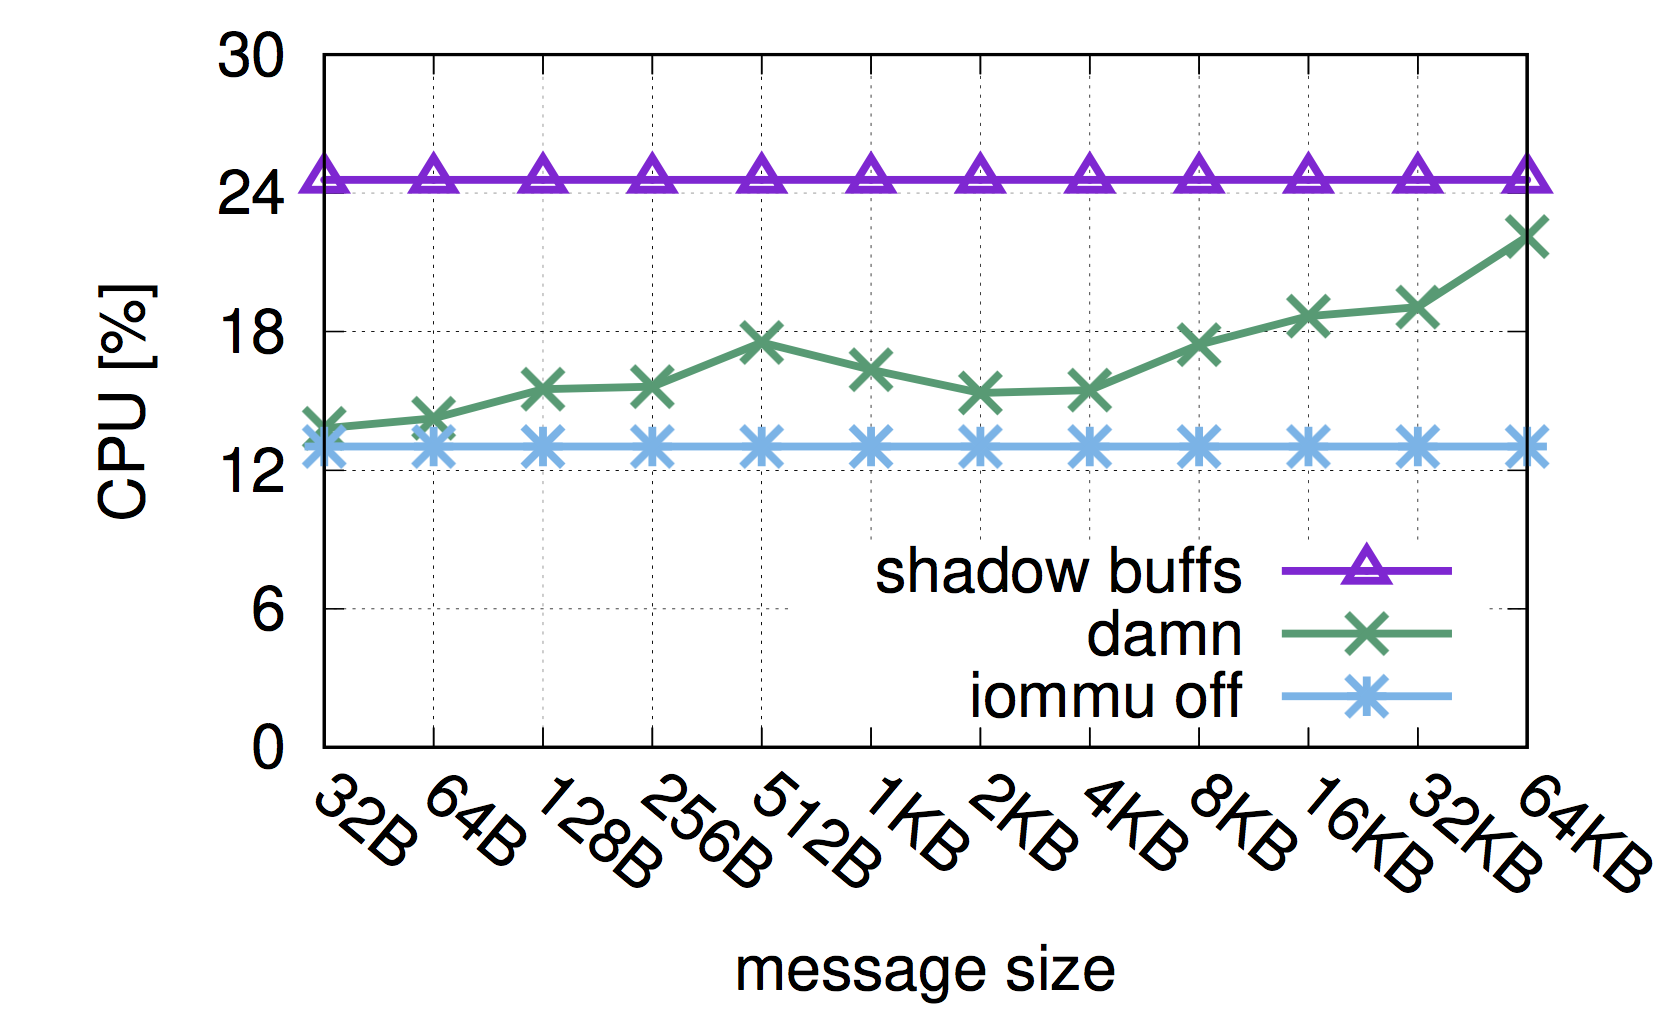 30
24
18
12
6
0
CPU [%]
shadow buffs
damn
iommu off
32B
64B
128B
256B
512B
1KB
2KB
4KB
8KB
16KB
32KB
64KB
message size